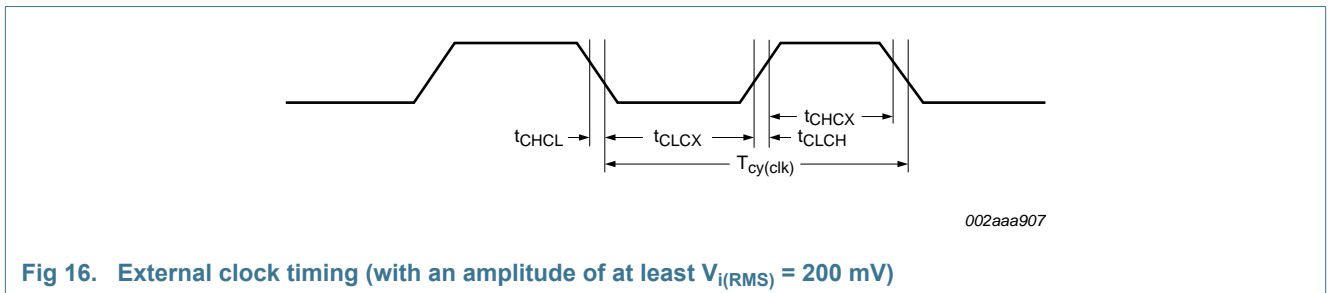 tCHCX
tCHCL
tCLCX
tCLCH
Tcy(clk)
002aaa907
Fig 16. External clock timing (with an amplitude of at least Vi(RMS) = 200 mV)